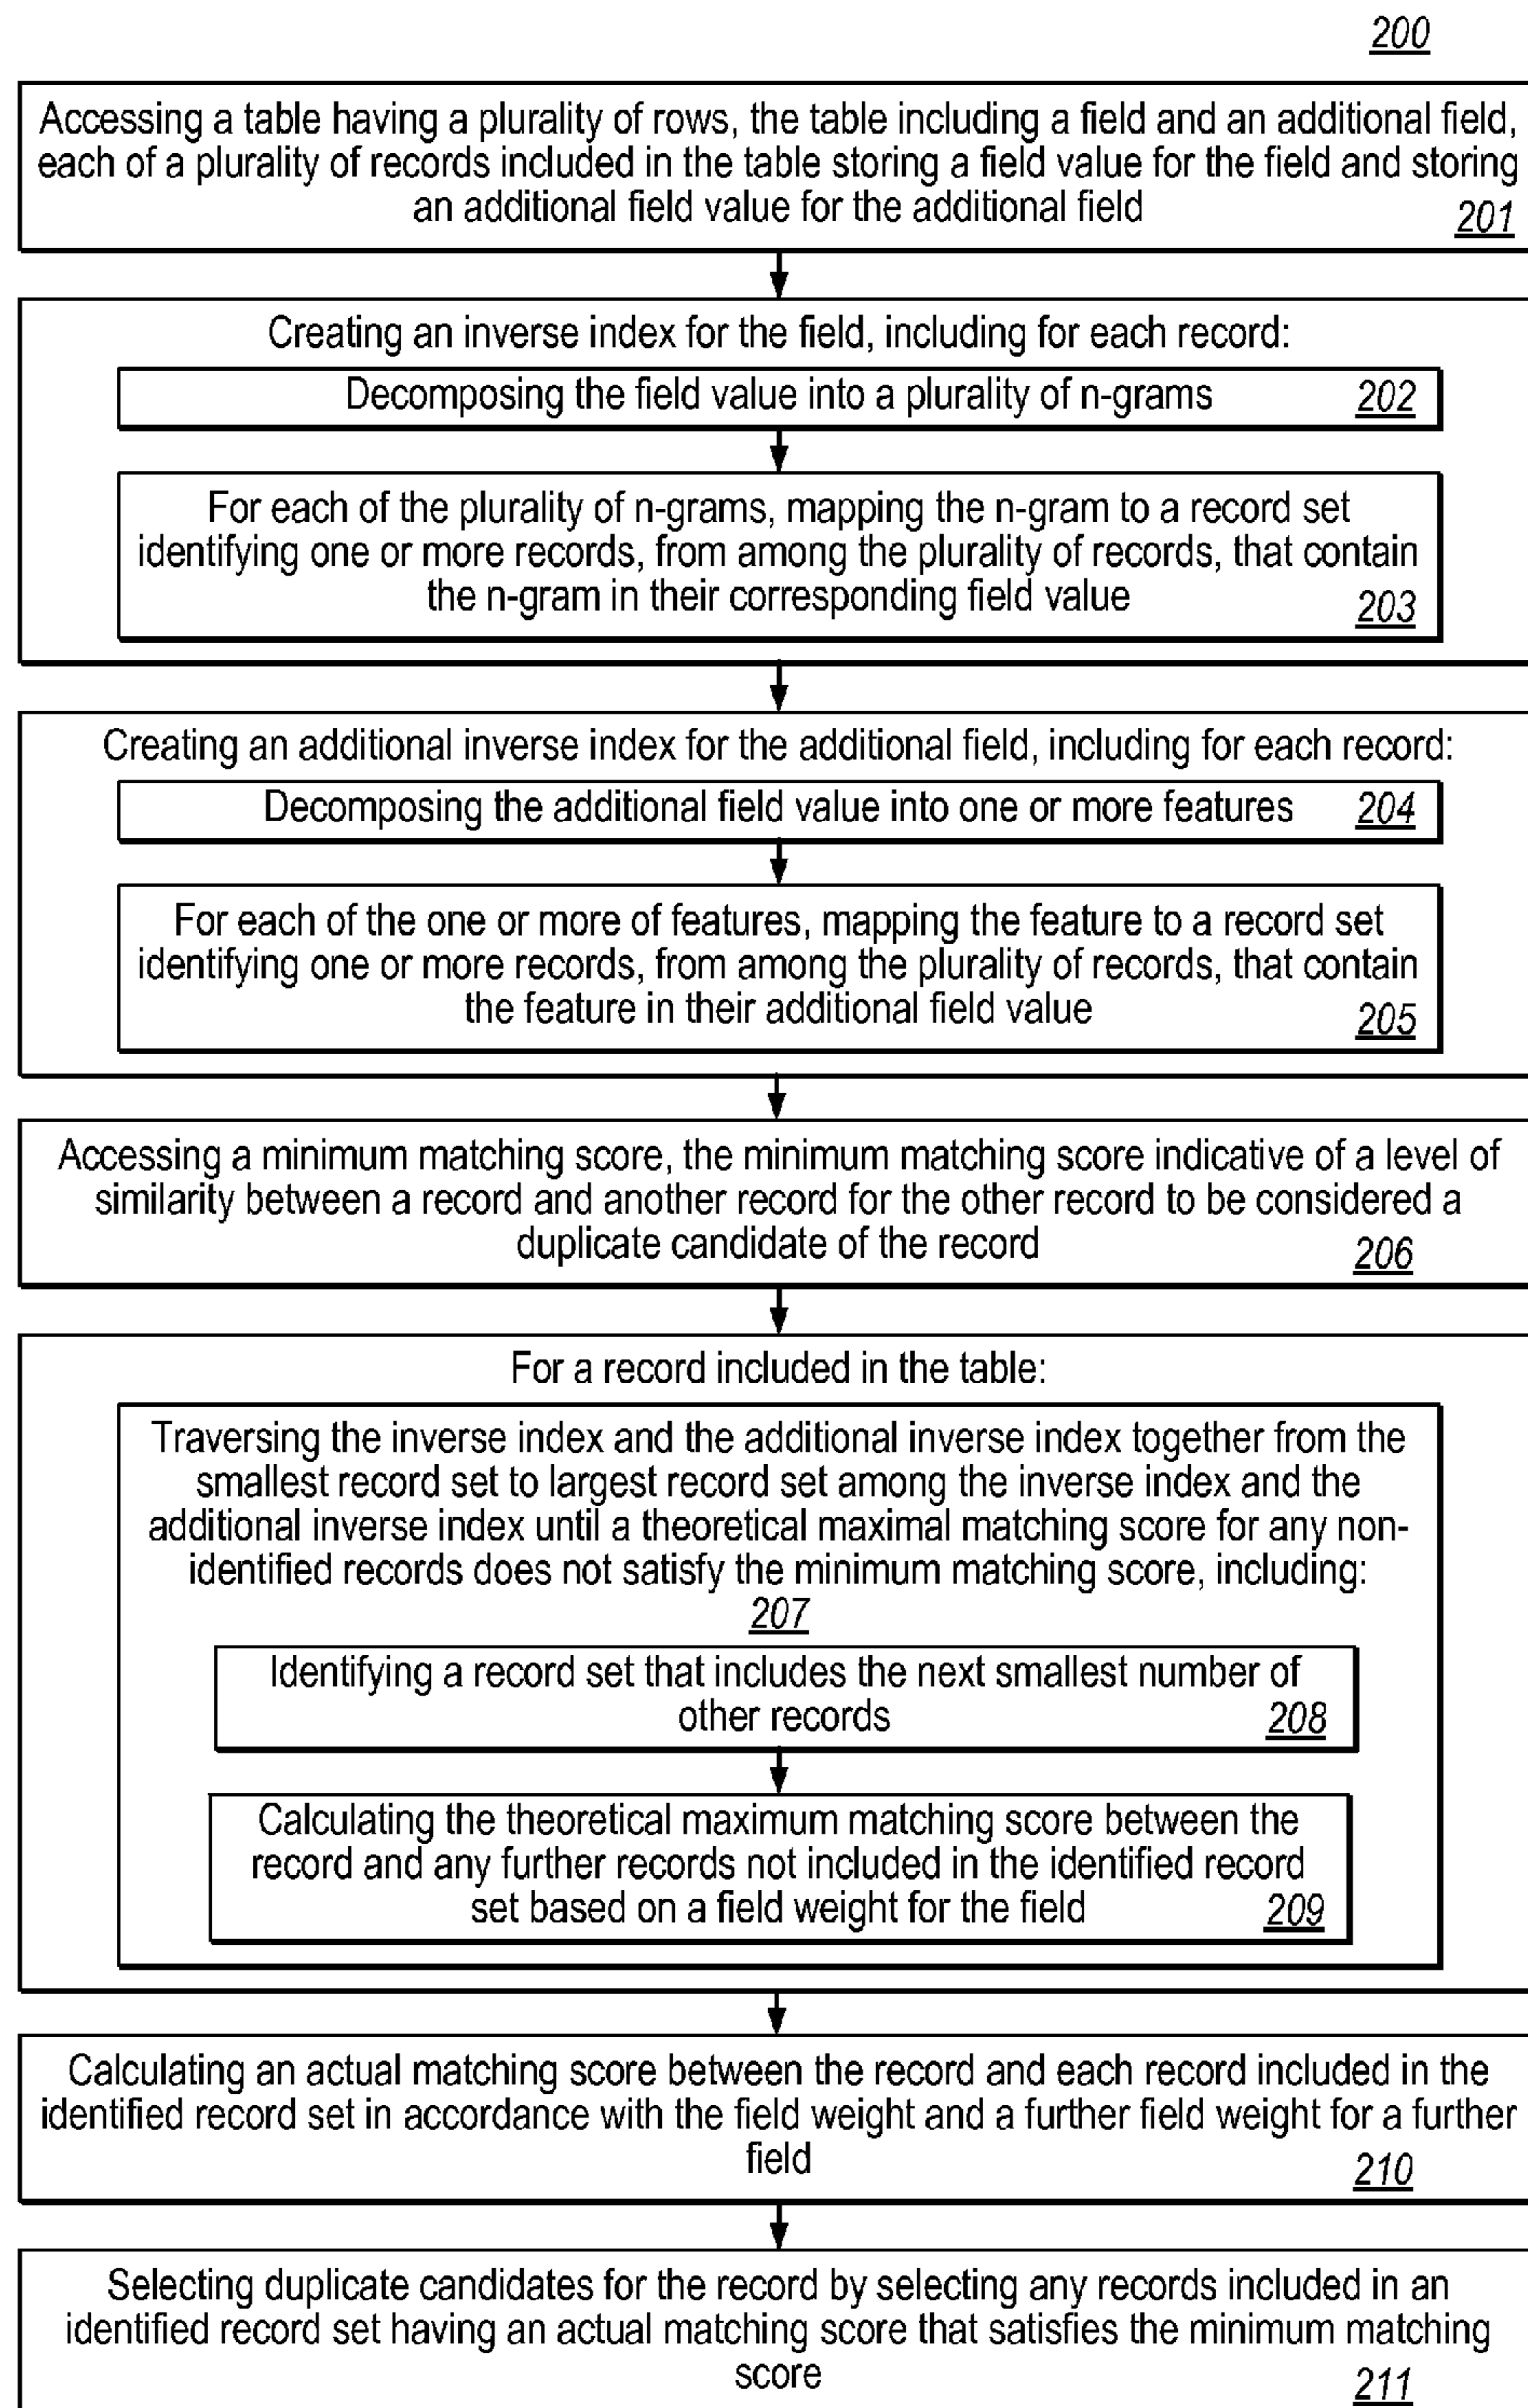 200
Accessing a table having a plurality of rows, the table including a field and an additional field,
each of a plurality of records included in the table storing a field value for the field and storing
an additional field value for the additional field
201
Creating an inverse index for the field, including for each record:
Decomposing the field value into a plurality of n-grams 202
For each of the plurality of n-grams, mapping the n-gram to a record set
identifying one or more records, from among the plurality of records, that contain
the n-gram in their corresponding field value
203
Creating an additional inverse index for the additional field, including for each record:
Decomposing the additional field value into one or more features 204
For each of the one or more of features, mapping the feature to a record set
identifying one or more records, from among the plurality of records, that contain
the feature in their additional field value
205
Accessing a minimum matching score, the minimum matching score indicative of a level of
similarity between a record and another record for the other record to be considered a
duplicate candidate of the record
206
For a record included in the table:
Traversing the inverse index and the additional inverse index together from the
smallest record set to largest record set among the inverse index and the
additional inverse index until a theoretical maximal matching score for any non-
identified records does not satisfy the minimum matching score, including:
207
Identifying a record set that includes the next smallest number of
other records
208
Calculating the theoretical maximum matching score between the
record and any further records not included in the identified record
set based on a field weight for the field
209
Calculating an actual matching score between the record and each record included in the
identified record set in accordance with the field weight and a further field weight for a further
field
210
Selecting duplicate candidates for the record by selecting any records included in an
identified record set having an actual matching score that satisfies the minimum matching
score
211